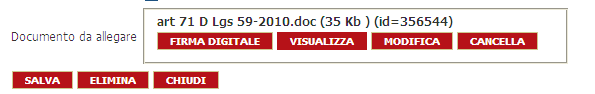 art 71 D Lgs 59-2010.doc (35 Kb ) (id=356544)
Documento da allegare
FIRMA DIGITALE VISUALIZZA MODIFICA CANCELLA
SALVA ELIMINA CHIUDI